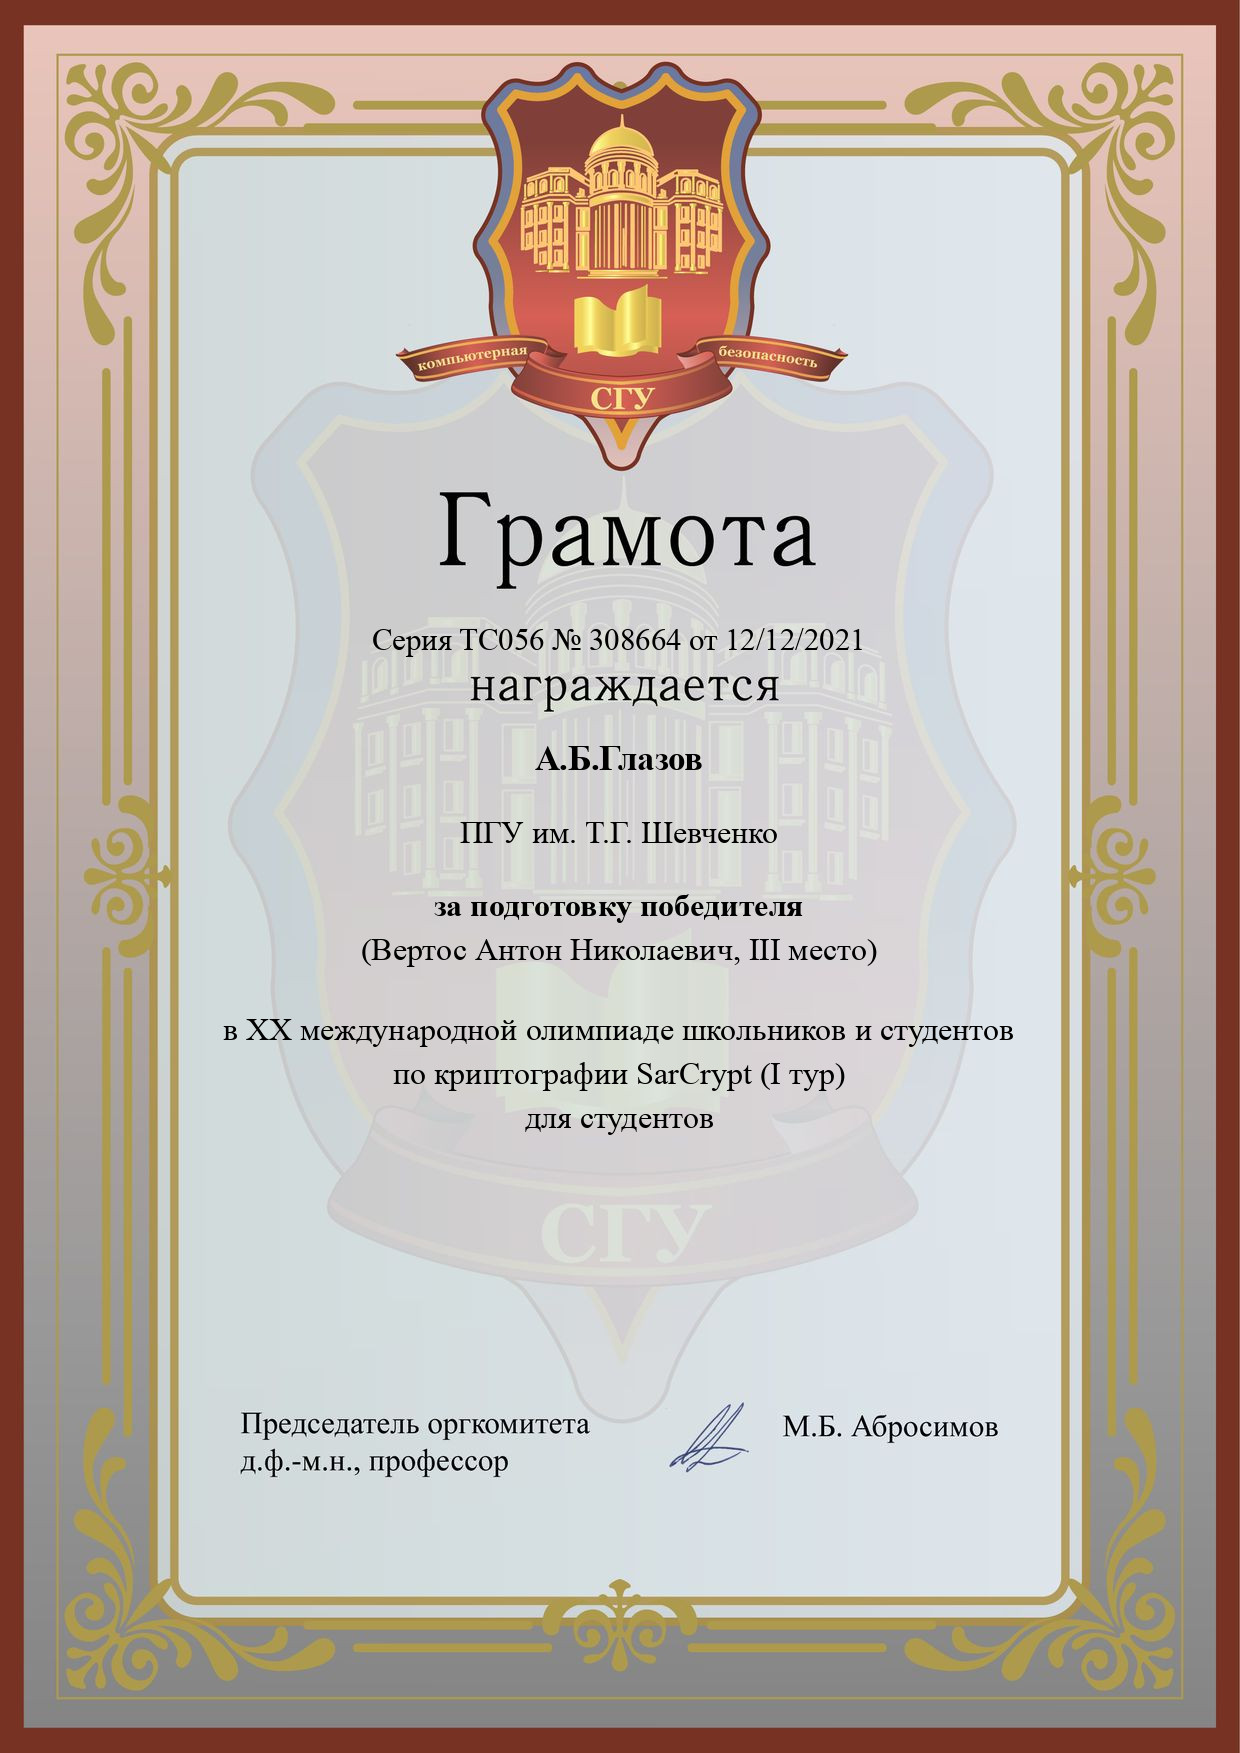 компьютерная безопасность
СГУ
Грамота
Серия ТС056 № 308664 от 12/12/2021
награждается
А.Б.Глазов
ПГУ им. Т.Г. Шевченко
за подготовку победителя
(Вертос Антон Николаевич, III место)
в XX международной олимпиаде школьников и студентов
по криптографии SarCrypt (I тур)
для студентов
СГУ
Председатель оргкомитета
д.ф.-м.н., профессор
М.Б. Абросимов